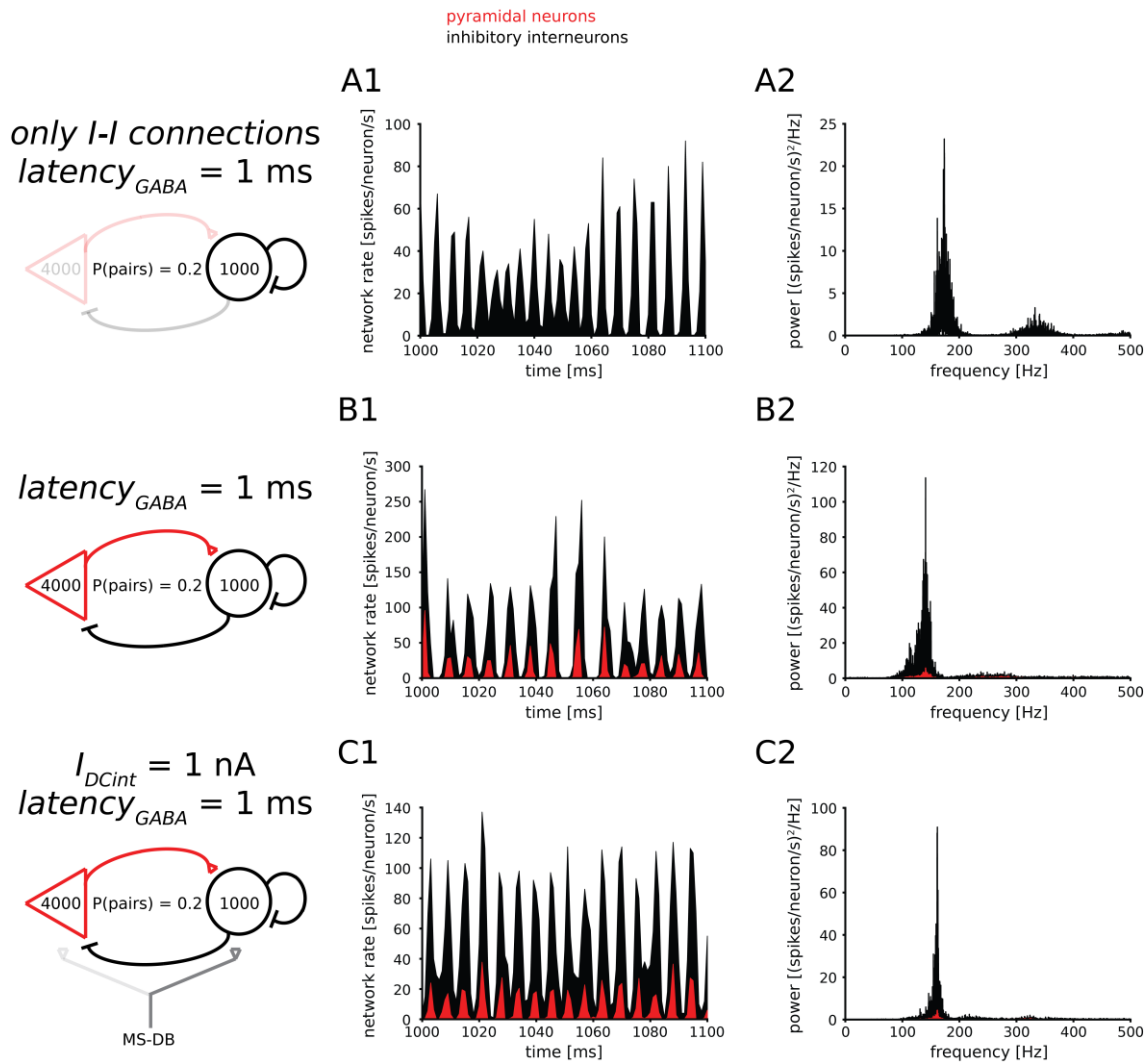 pyramidal neurons
inhibitory interneurons
only I-I connections
latency_GABA = 1 ms
4000 P(pairs) = 0.2 1000
A1
network rate [spikes/neuron/s]
100
80
60
40
20
0
1000 1020 1040 1060 1080 1100
time [ms]
A2
power [(spikes/neuron/s)²/Hz]
25
20
15
10
5
0
0 100 200 300 400 500
frequency [Hz]
latency_GABA = 1 ms
4000 P(pairs) = 0.2 1000
B1
network rate [spikes/neuron/s]
300
250
200
150
100
50
0
1000 1020 1040 1060 1080 1100
time [ms]
B2
power [(spikes/neuron/s)²/Hz]
120
100
80
60
40
20
0
0 100 200 300 400 500
frequency [Hz]
I_DCint = 1 nA
latency_GABA = 1 ms
4000 P(pairs) = 0.2 1000
MS-DB
C1
network rate [spikes/neuron/s]
140
120
100
80
60
40
20
0
1000 1020 1040 1060 1080 1100
time [ms]
C2
power [(spikes/neuron/s)²/Hz]
100
80
60
40
20
0
0 100 200 300 400 500
frequency [Hz]